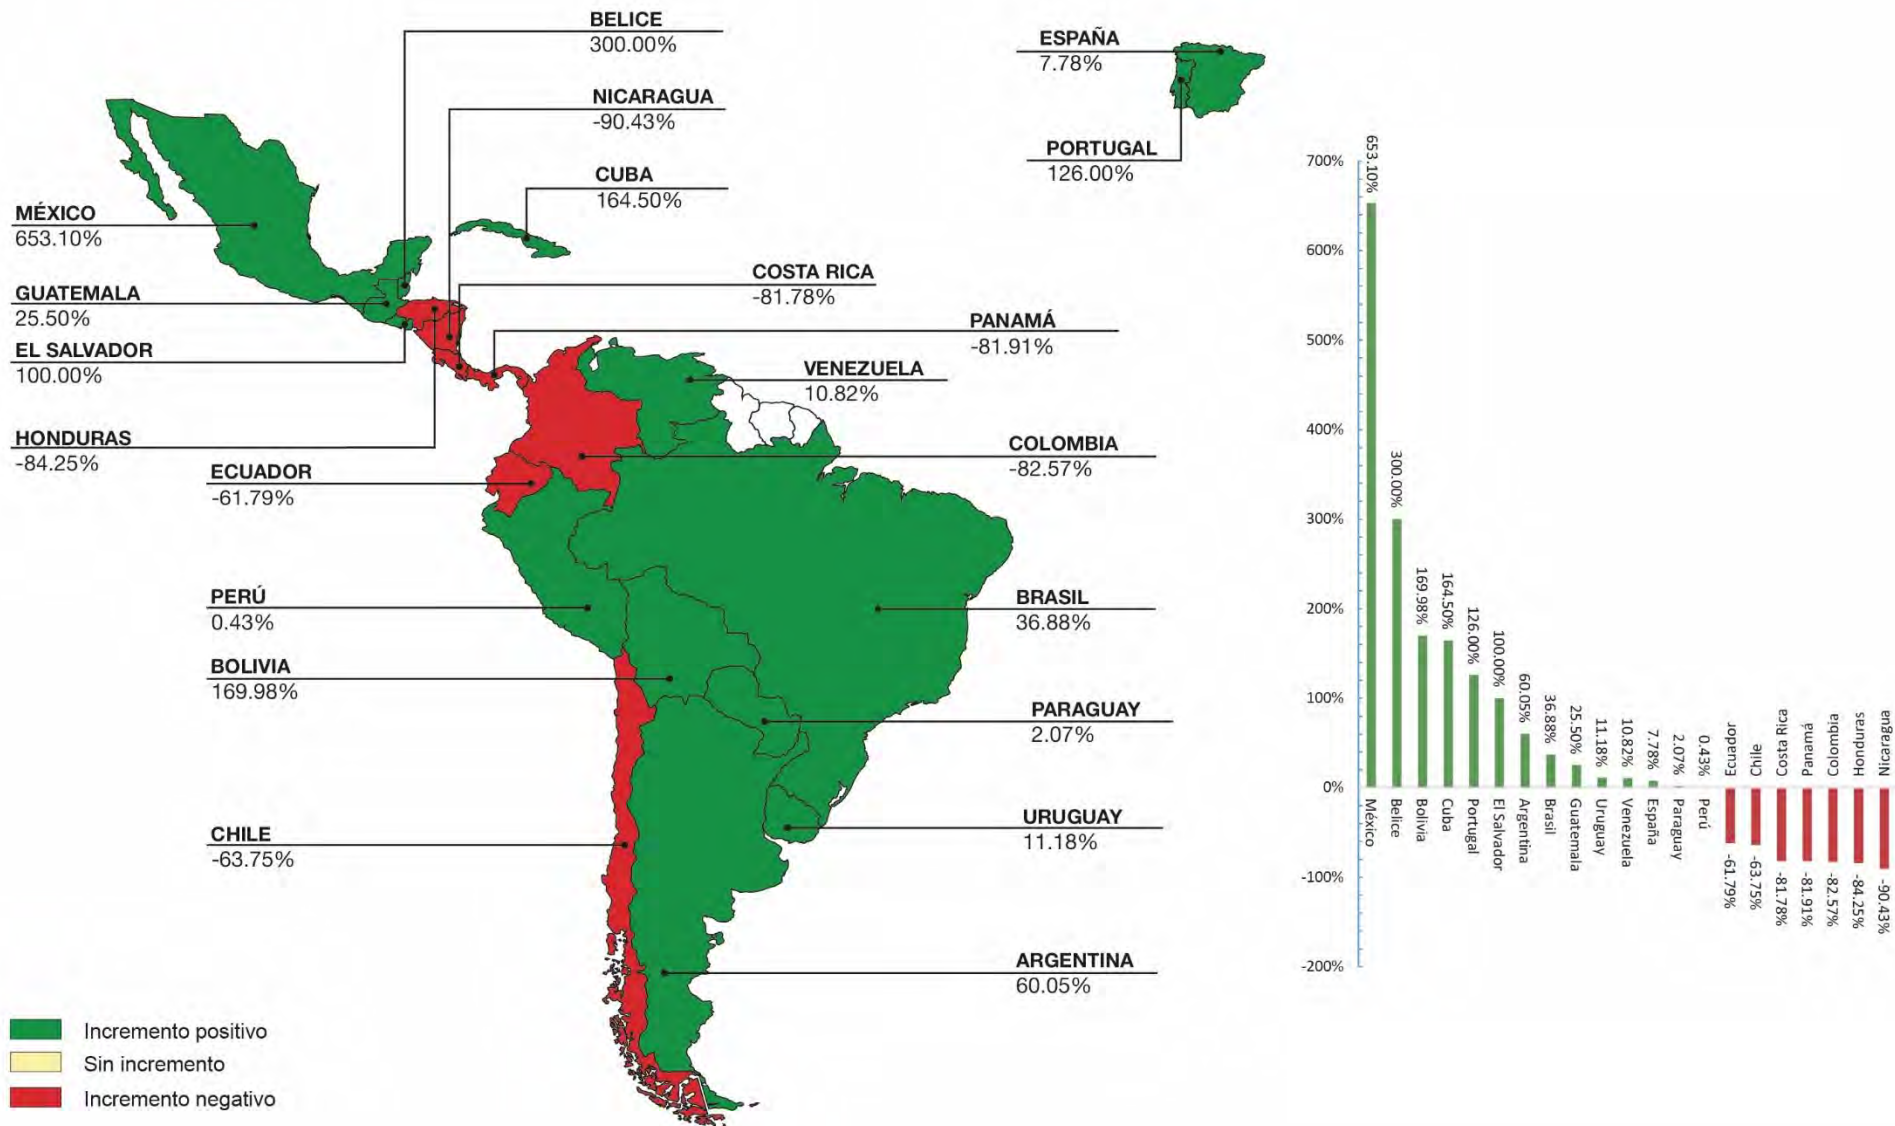 BELICE
300.00%
NICARAGUA
-90.43%
CUBA
164.50%
MÉXICO
653.10%
GUATEMALA
25.50%
EL SALVADOR
100.00%
HONDURAS
-84.25%
COSTA RICA
-81.78%
PANAMÁ
-81.91%
VENEZUELA
10.82%
COLOMBIA
-82.57%
ECUADOR
-61.79%
PERÚ
0.43%
BOLIVIA
169.98%
CHILE
-63.75%
BRASIL
36.88%
PARAGUAY
2.07%
URUGUAY
11.18%
ARGENTINA
60.05%
ESPAÑA
7.78%
PORTUGAL
126.00%
Incremento positivo
Sin incremento
Incremento negativo
700%
600%
500%
400%
300%
200%
100%
0%
-100%
-200%
653.10%
300.00%
169.98%
164.50%
126.00%
100.00%
60.05%
36.88%
25.50%
11.18%
10.82%
7.78%
2.07%
0.43%
México
Belice
Bolivia
Cuba
Portugal
El Salvador
Argentina
Brasil
Guatemala
Uruguay
Venezuela
España
Paraguay
Perú
Ecuador
Chile
Costa Rica
Panamá
Colombia
Honduras
Nicaragua
-61.79%
-63.75%
-81.78%
-81.91%
-82.57%
-84.25%
-90.43%